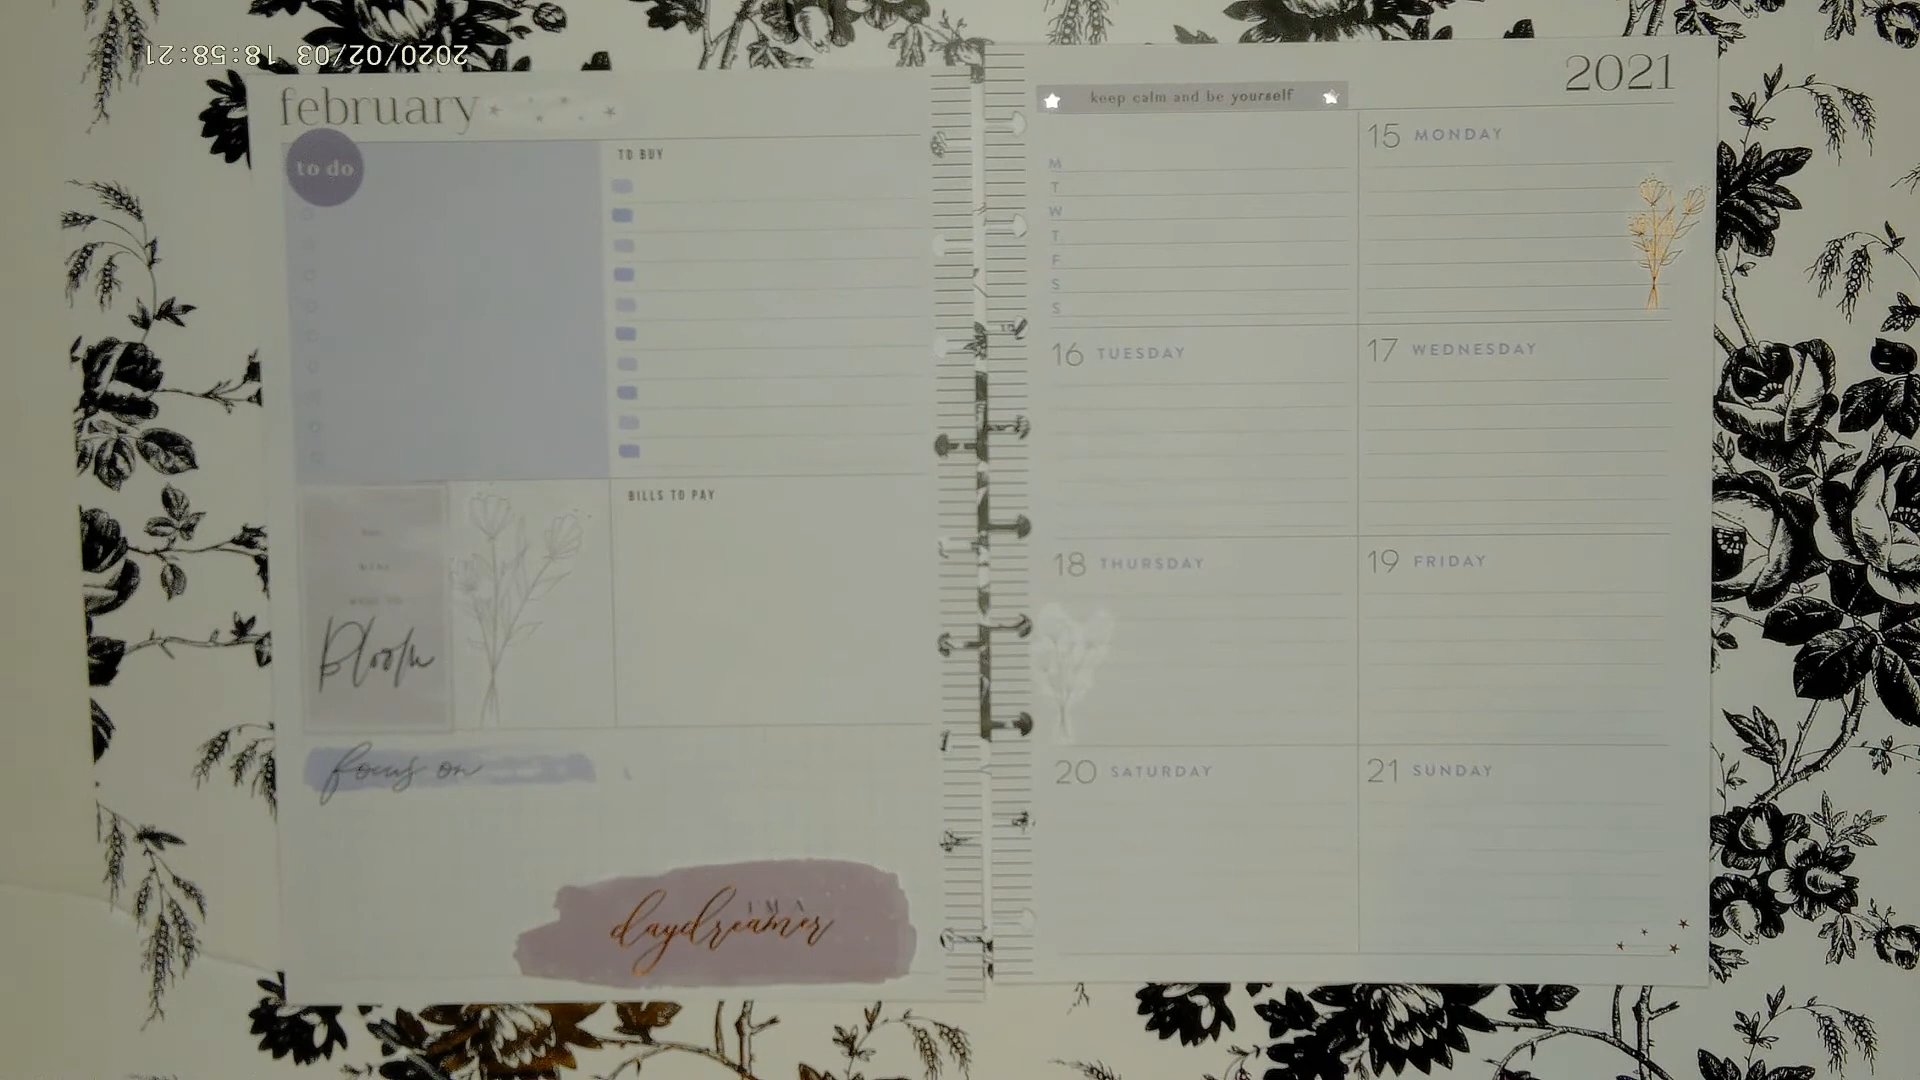 2020/02/03 18:58:21
february
to do
TO BUY
bloom
BILLS TO PAY
focus on
I'M A
daydreamer
2021
keep calm and be yourself
M
T
W
T
F
S
S
15 MONDAY
16 TUESDAY
17 WEDNESDAY
18 THURSDAY
19 FRIDAY
20 SATURDAY
21 SUNDAY